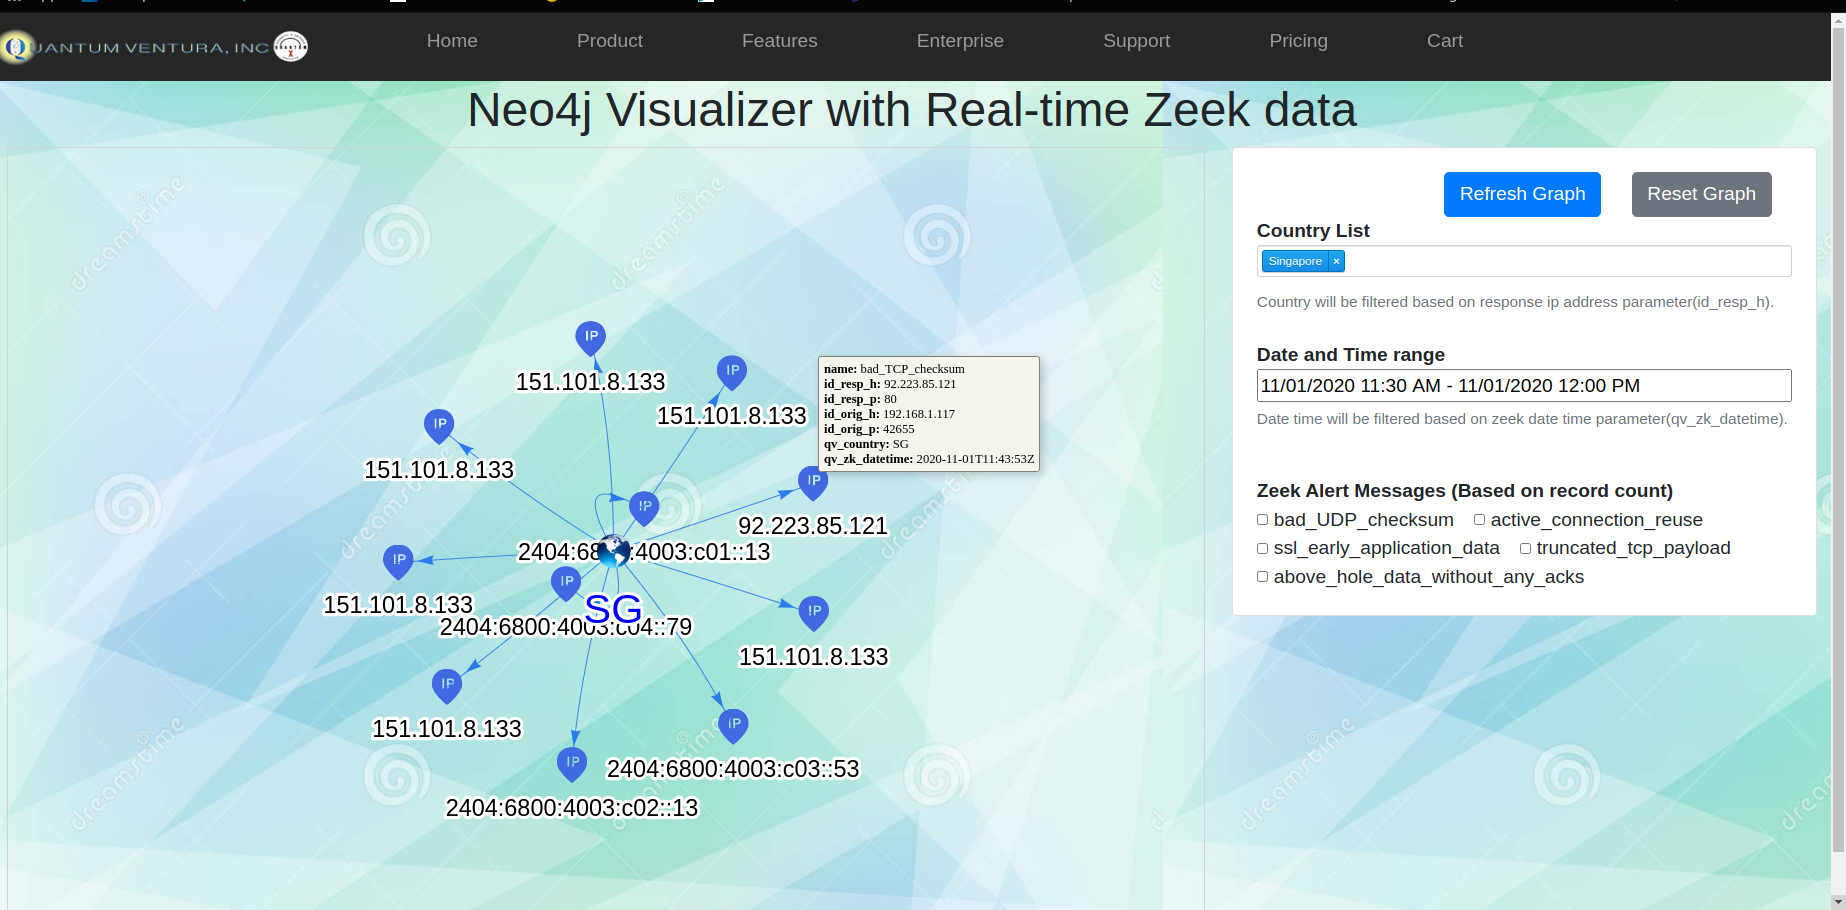 QUANTUM VENTURA, INC
Home
Product
Features
Enterprise
Support
Pricing
Cart
Neo4j Visualizer with Real-time Zeek data
Refresh Graph
Reset Graph
Country List
Singapore ×
Country will be filtered based on response ip address parameter(id_resp_h).
Date and Time range
11/01/2020 11:30 AM - 11/01/2020 12:00 PM
Date time will be filtered based on zeek date time parameter(qv_zk_datetime).
Zeek Alert Messages (Based on record count)
bad_UDP_checksum active_connection_reuse
ssl_early_application_data truncated_tcp_payload
above_hole_data_without_any_acks
IP
151.101.8.133
IP
151.101.8.133
name: bad_TCP_checksum
id_resp_h: 92.223.85.121
id_resp_p: 80
id_orig_h: 192.168.1.117
id_orig_p: 42655
qv_country: SG
qv_zk_datetime: 2020-11-01T11:43:53Z
IP
151.101.8.133
IP
92.223.85.121
IP
2404:68 :4003:c01::13
IP
151.101.8.133
IP
2404:6800:4003:c04::79
SG
IP
151.101.8.133
IP
151.101.8.133
IP
2404:6800:4003:c03::53
IP
2404:6800:4003:c02::13
dreamstime
dreamstime
dreamstime
dreamstime
dreamstime
dreamstime
dreamstime